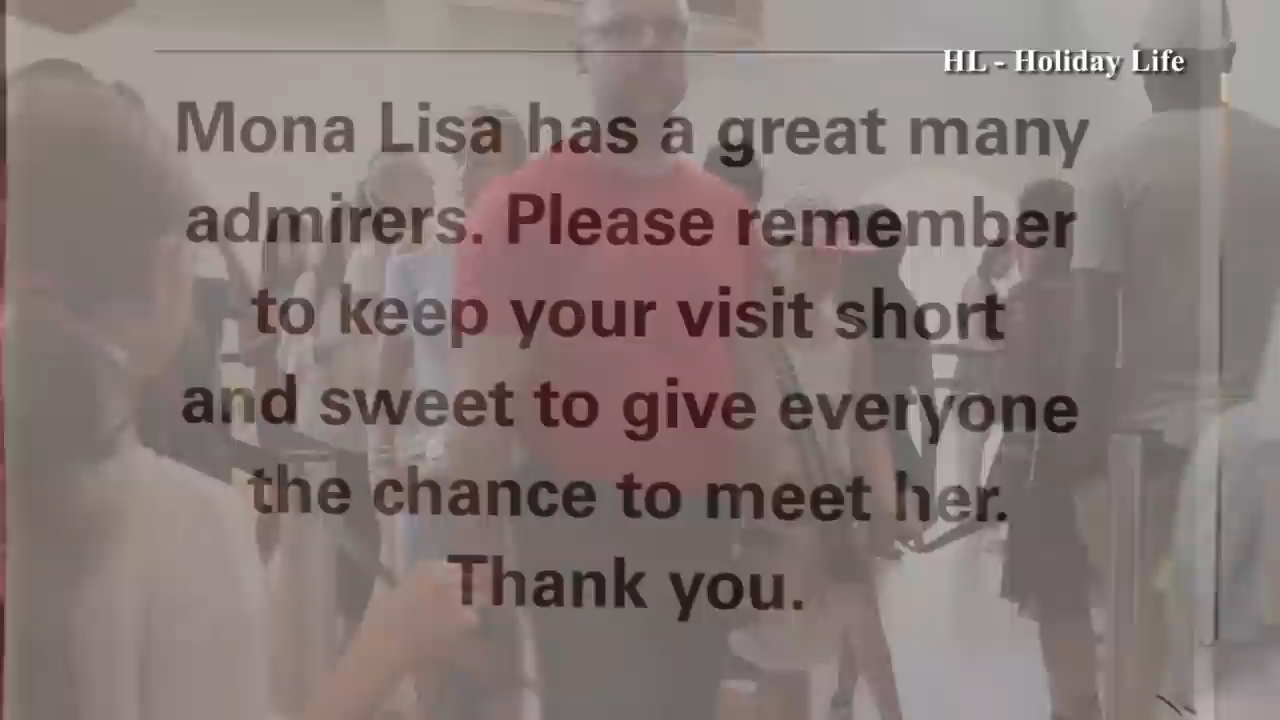 HL - Holiday Life
Mona Lisa has a great many
admirers. Please remember
to keep your visit short
and sweet to give everyone
the chance to meet her.
Thank you.